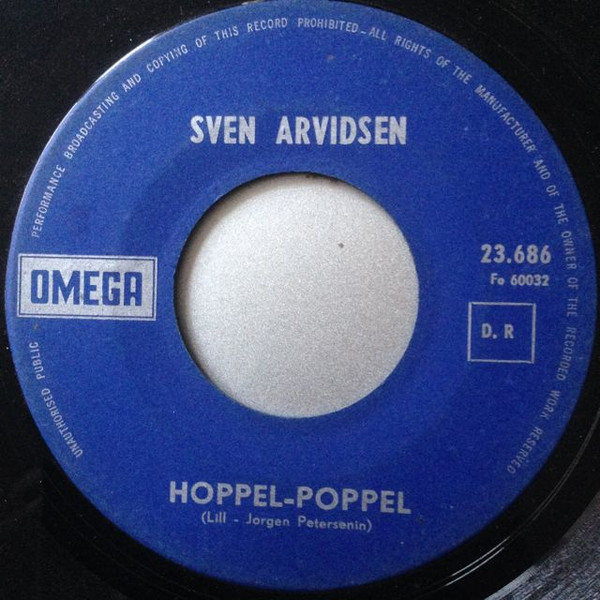 UNAUTHORISED PUBLIC PERFORMANCE BROADCASTING AND COPYING OF THIS RECORD PROHIBITED-ALL RIGHTS OF THE MANUFACTURER AND OF THE OWNER OF THE RECORDED WORK RESERVED
SVEN ARVIDSEN
OMEGA
23.686
Fo 60032
D. R
HOPPEL-POPPEL
(Lill - Jorgen Petersenin)